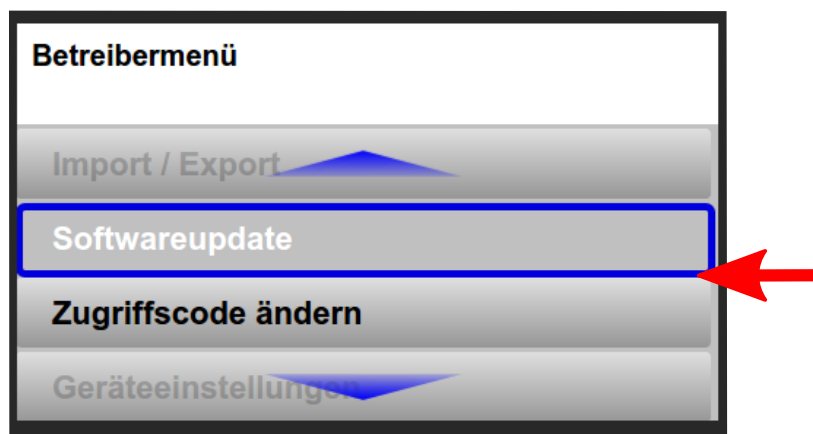 Betreibermenü
Import / Export
Softwareupdate
Zugriffscode ändern
Geräteeinstellungen